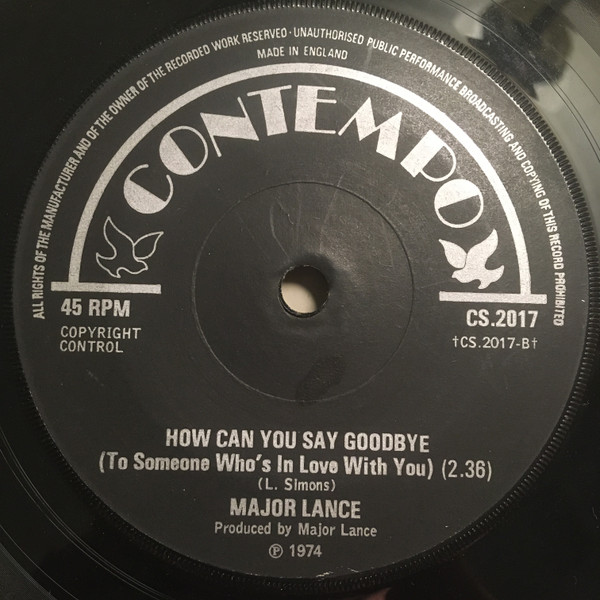 ALL RIGHTS OF THE MANUFACTURER AND OF THE OWNER OF THE RECORDED WORK RESERVED · UNAUTHORISED PUBLIC PERFORMANCE BROADCASTING AND COPYING OF THIS RECORD PROHIBITED
MADE IN ENGLAND
CONTEMPO
45 RPM
COPYRIGHT
CONTROL
CS.2017
†CS.2017-B†
HOW CAN YOU SAY GOODBYE
(To Someone Who's In Love With You) (2.36)
(L. Simons)
MAJOR LANCE
Produced by Major Lance
℗ 1974